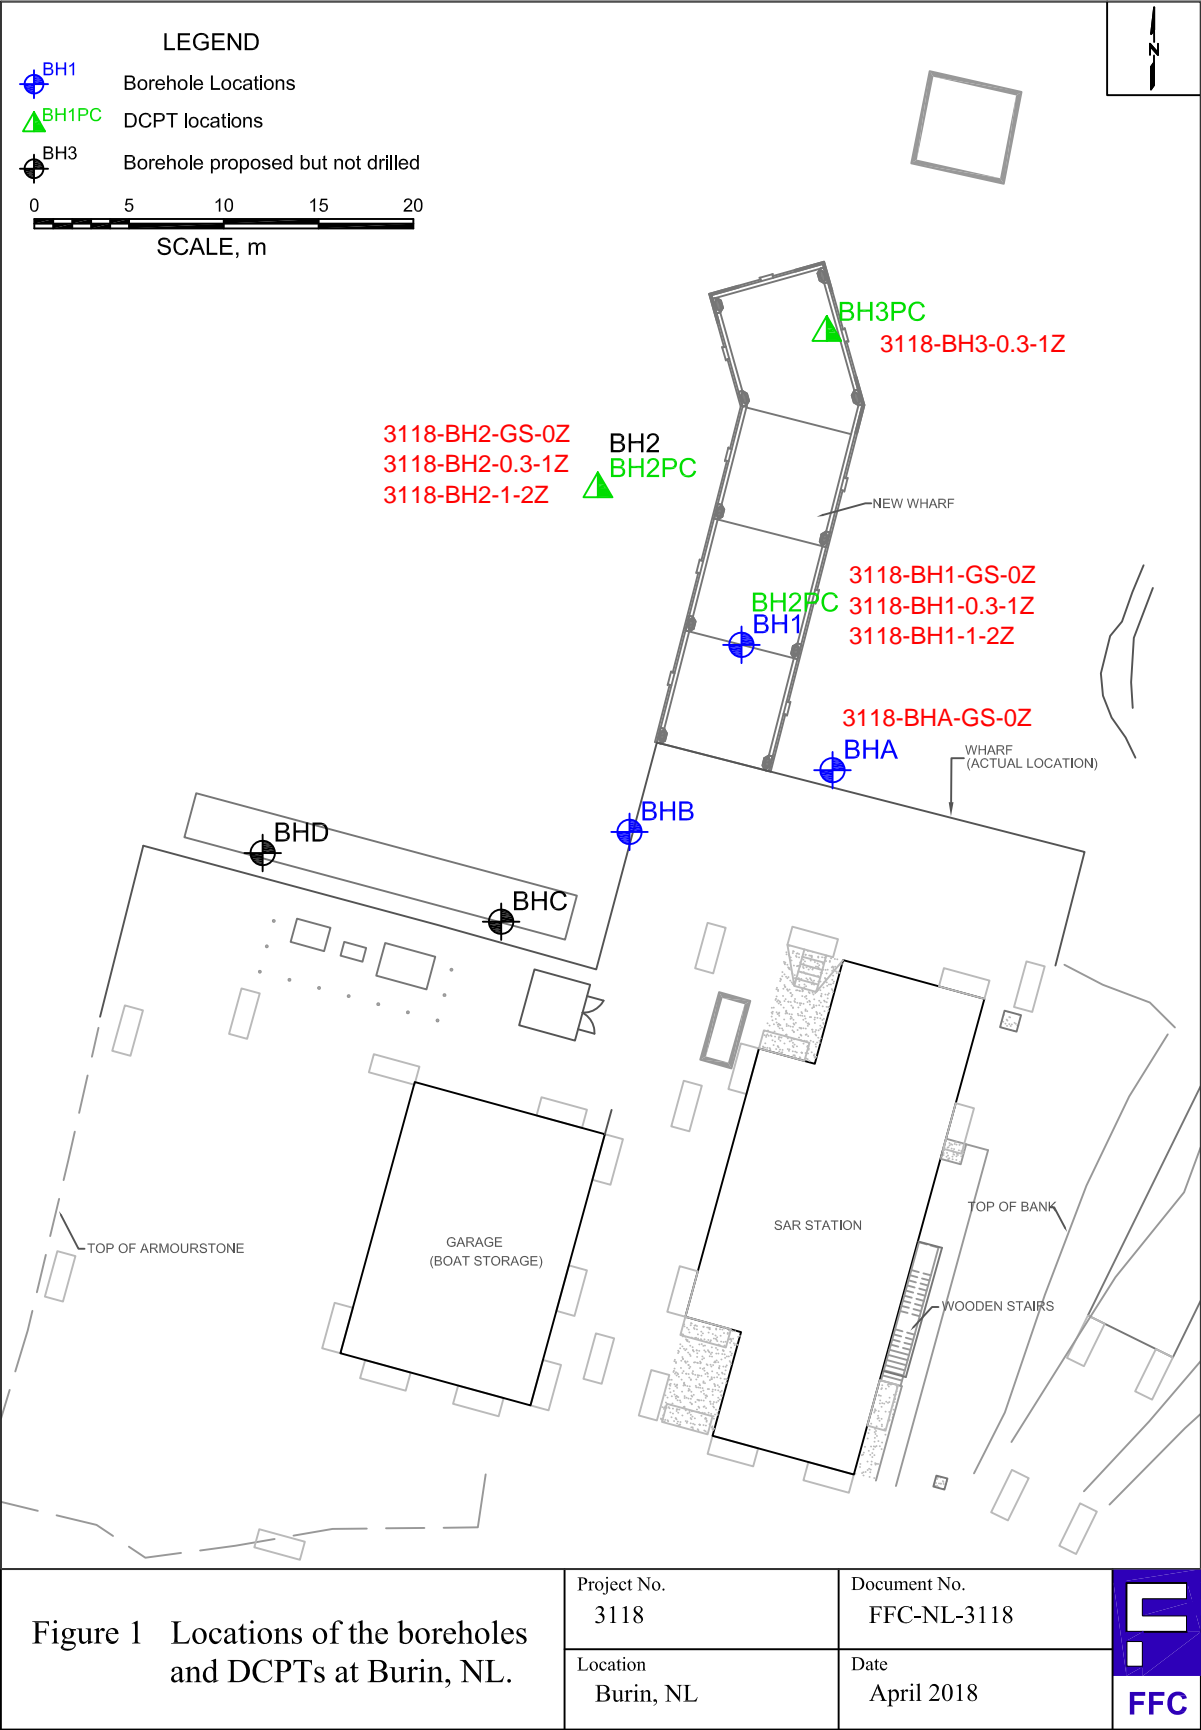 LEGEND
BH1
Borehole Locations
BH1PC
DCPT locations
BH3
Borehole proposed but not drilled
0 5 10 15 20
SCALE, m
N
BH3PC
3118-BH3-0.3-1Z
3118-BH2-GS-0Z
3118-BH2-0.3-1Z
3118-BH2-1-2Z
BH2
BH2PC
NEW WHARF
3118-BH1-GS-0Z
3118-BH1-0.3-1Z
3118-BH1-1-2Z
BH2PC
BH1
3118-BHA-GS-0Z
BHA
WHARF
(ACTUAL LOCATION)
BHB
BHD
BHC
TOP OF BANK
SAR STATION
GARAGE
(BOAT STORAGE)
TOP OF ARMOURSTONE
WOODEN STAIRS
Figure 1 Locations of the boreholes
and DCPTs at Burin, NL.
Project No.
3118
Document No.
FFC-NL-3118
Location
Burin, NL
Date
April 2018
FFC